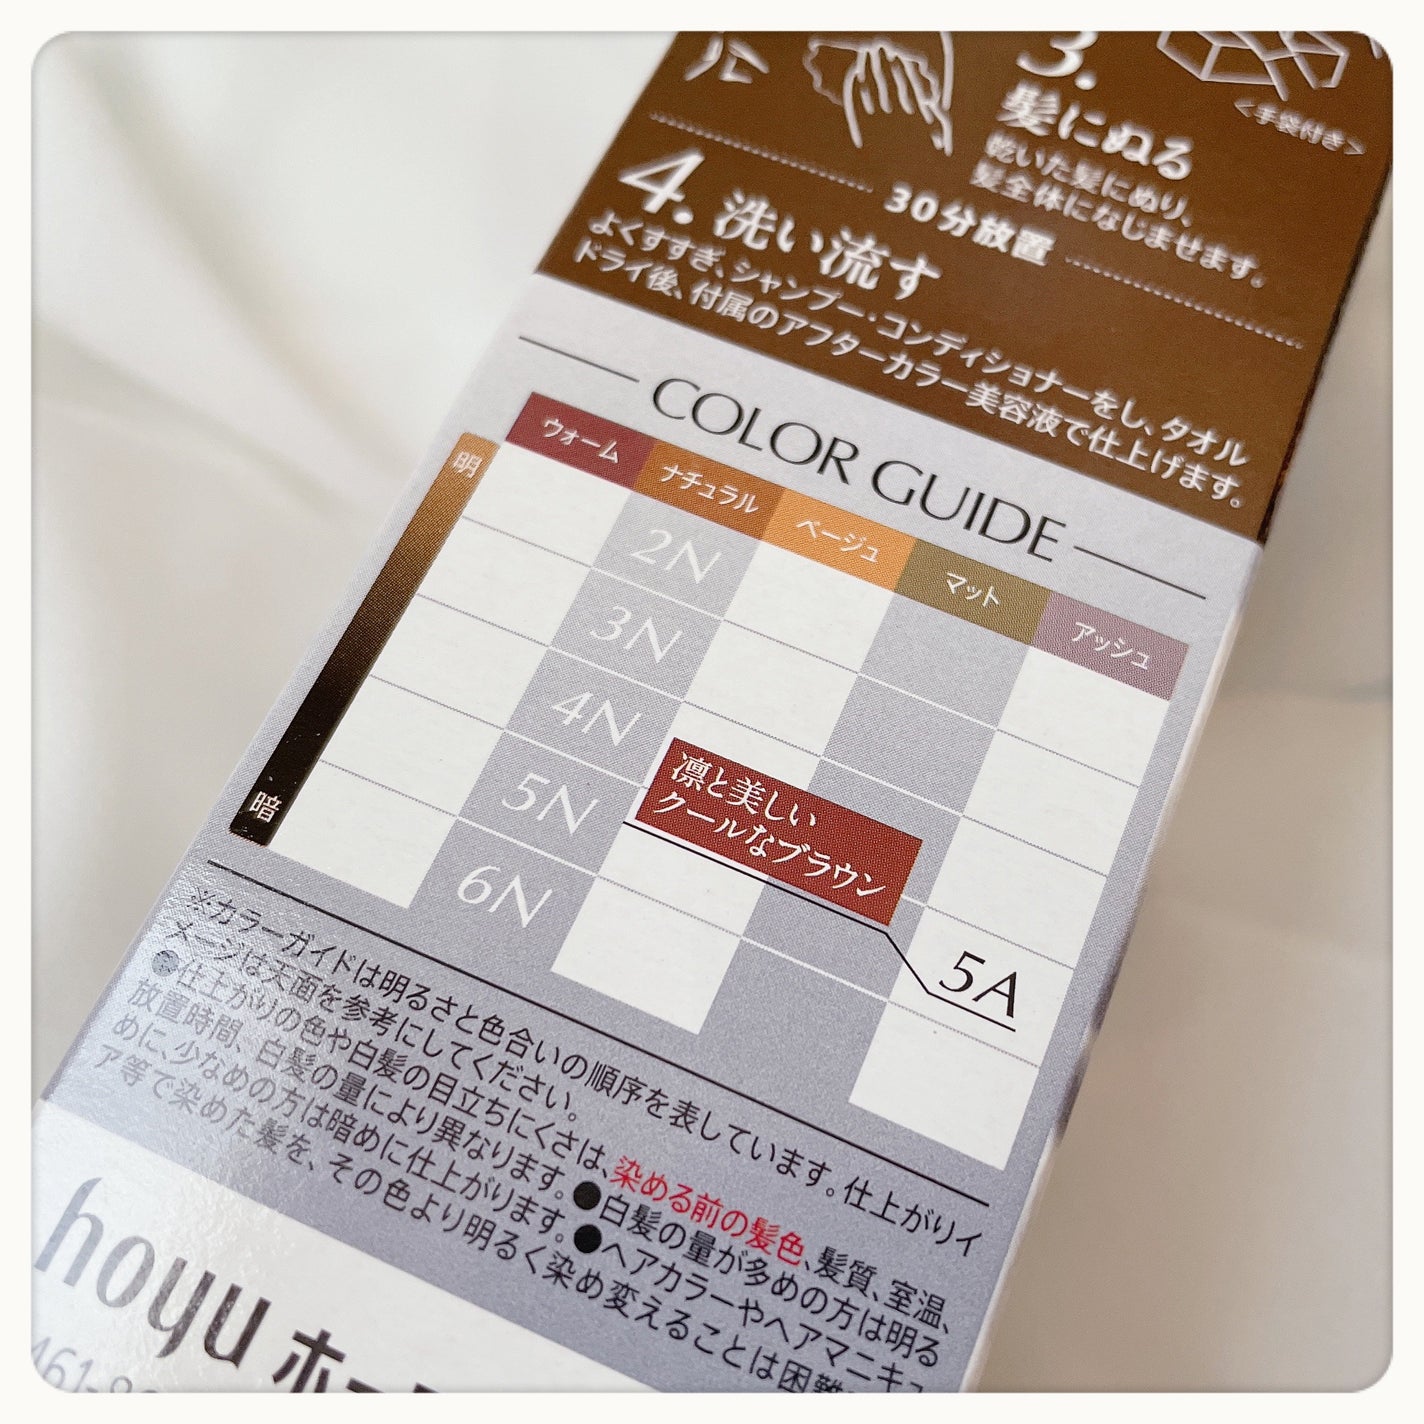 3.
髪にぬる
乾いた髪にぬり、
髪全体になじませます。
<手袋付き>
30分放置
4. 洗い流す
よくすすぎ、シャンプー・コンディショナーをし、タオル
ドライ後、付属のアフターカラー美容液で仕上げます。
COLOR GUIDE
ウォーム ナチュラル ベージュ マット アッシュ
明
2N
3N
4N
5N
6N
暗
凛と美しい
クールなブラウン
5A
※カラーガイドは明るさと色合いの順序を表しています。仕上がりイ
メージは天面を参考にしてください。
●仕上がりの色や白髪の目立ちにくさは、染める前の髪色、髪質、室温、
放置時間、白髪の量により異なります。●白髪の量が多めの方は明る
めに、少なめの方は暗めに仕上がります。●ヘアカラーやヘアマニキュ
ア等で染めた髪を、その色より明るく染め変えることは困難
hoyu ホー